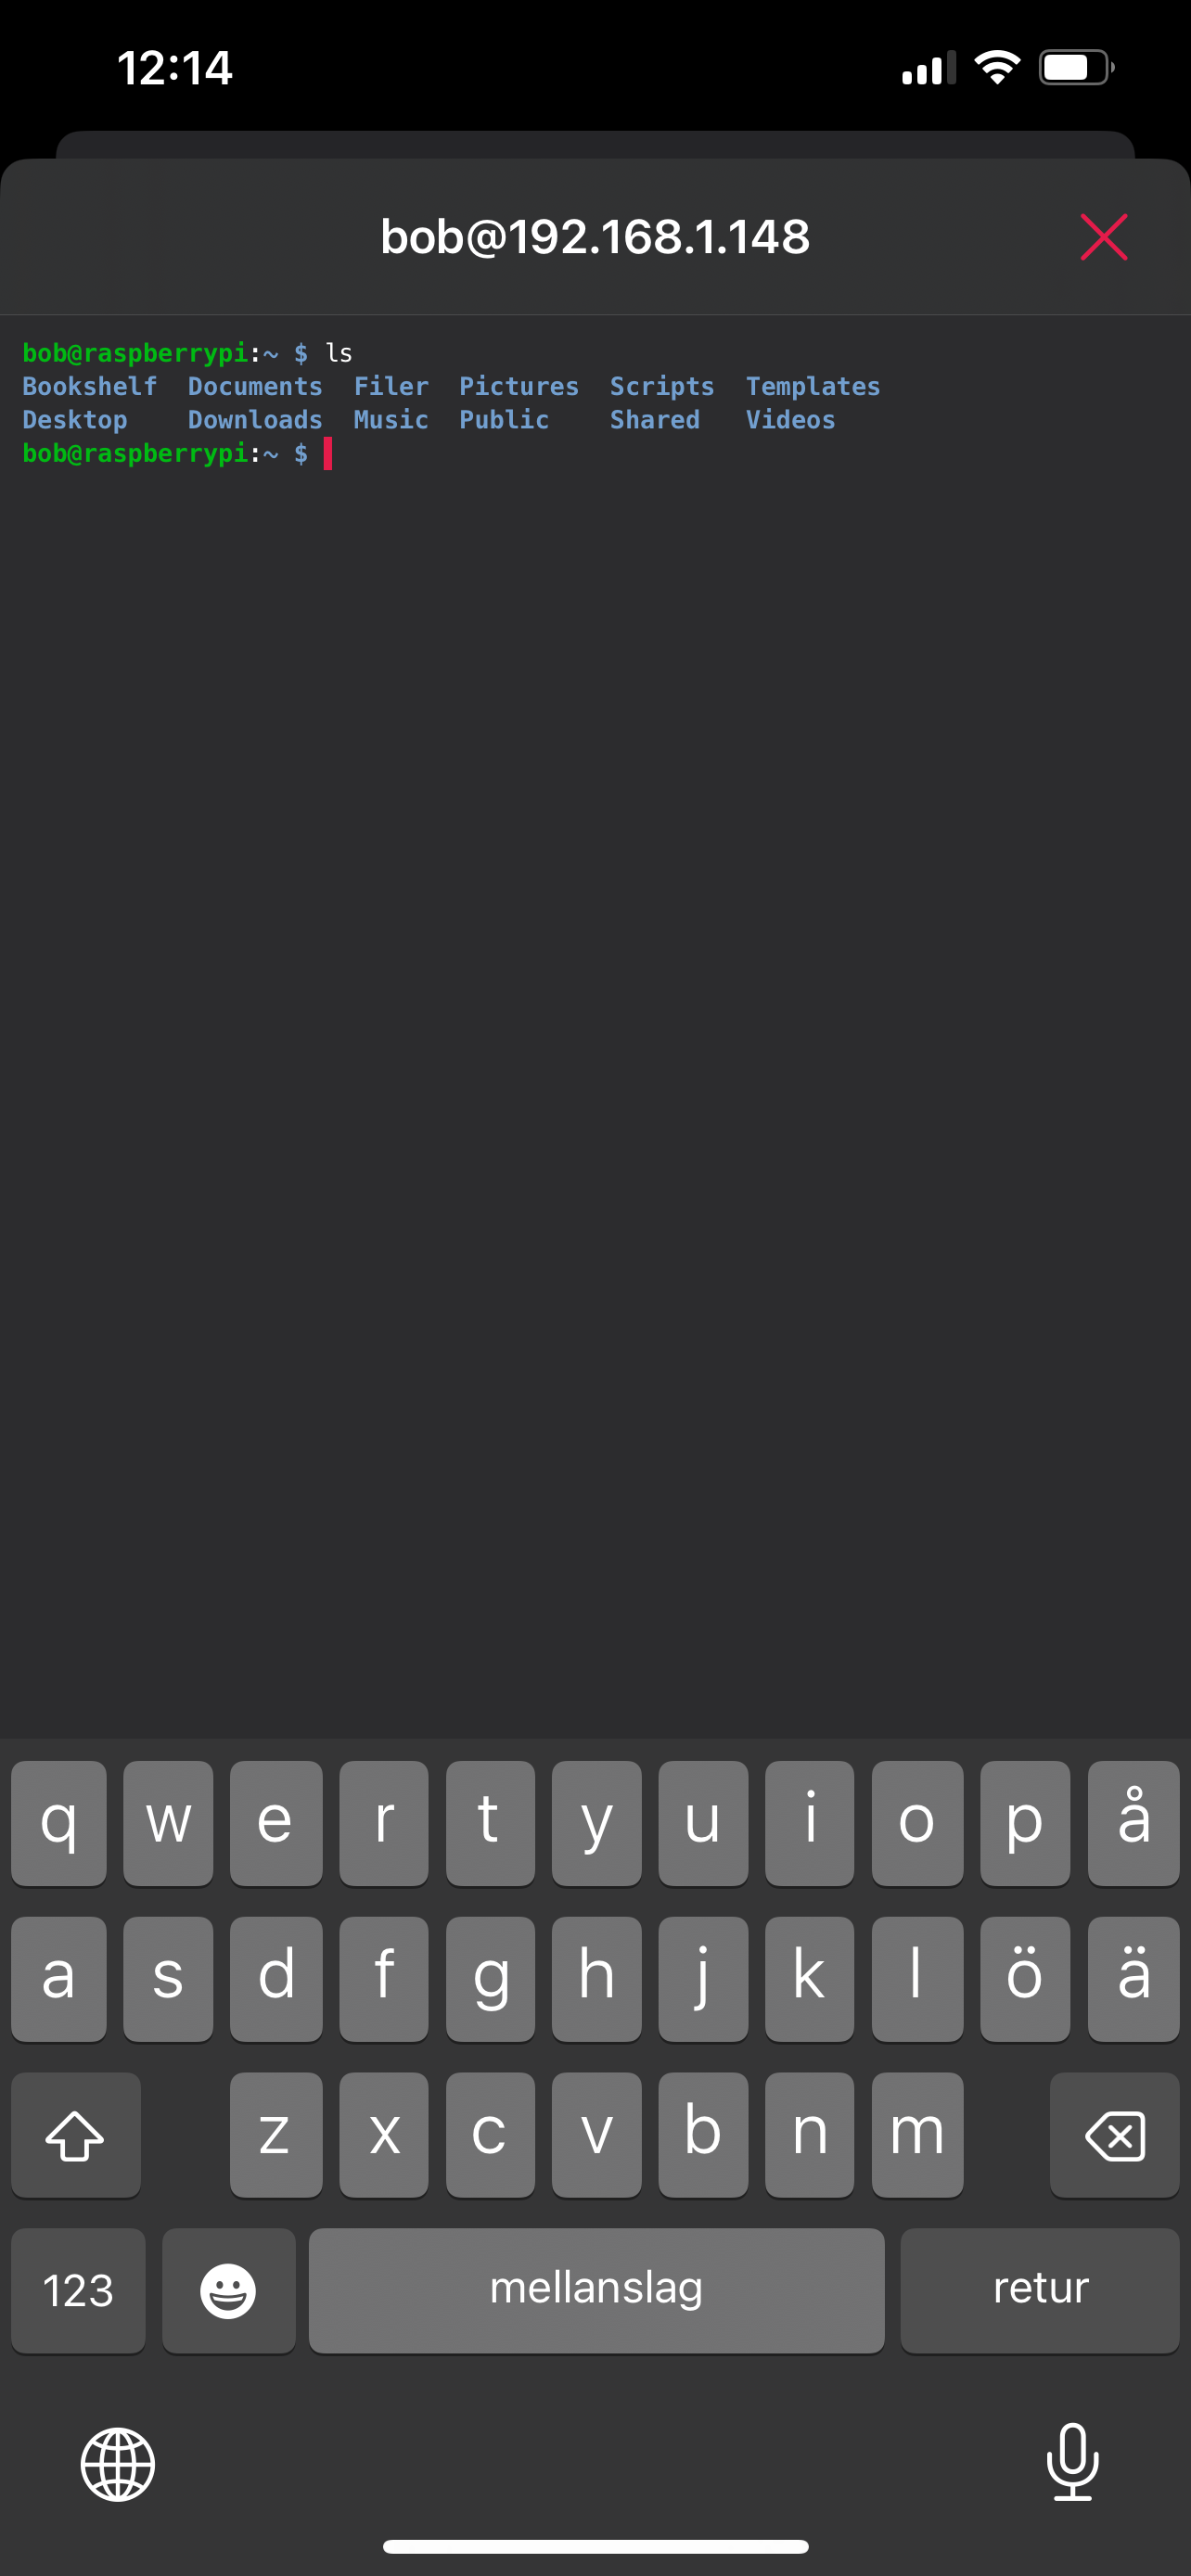 12:14
bob@192.168.1.148
bob@raspberrypi:~ $ ls
Bookshelf  Documents  Filer  Pictures  Scripts  Templates
Desktop    Downloads  Music  Public    Shared   Videos
bob@raspberrypi:~ $
q w e r t y u i o p å
a s d f g h j k l ö ä
z x c v b n m
123 mellanslag retur